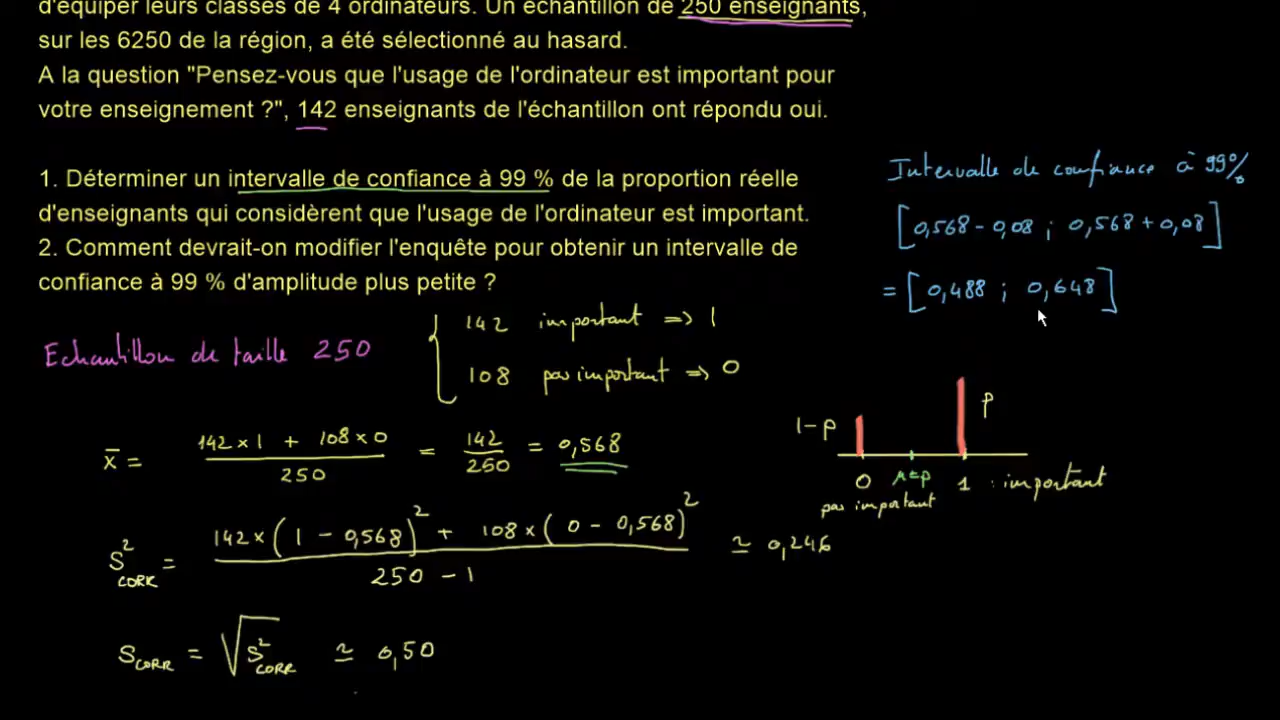 d'équiper leurs classes de 4 ordinateurs. Un échantillon de 250 enseignants,
sur les 6250 de la région, a été sélectionné au hasard.
A la question "Pensez-vous que l'usage de l'ordinateur est important pour
votre enseignement ?", 142 enseignants de l'échantillon ont répondu oui.
1. Déterminer un intervalle de confiance à 99 % de la proportion réelle
d'enseignants qui considèrent que l'usage de l'ordinateur est important.
2. Comment devrait-on modifier l'enquête pour obtenir un intervalle de
confiance à 99 % d'amplitude plus petite ?
Intervalle de confiance à 99%
[0,568 - 0,08 ; 0,568 + 0,08]
= [0,488 ; 0,648]
Echantillon de taille 250
{ 142 important => 1
108 pas important => 0
x̄ = (142 × 1 + 108 × 0) / 250 = 142 / 250 = 0,568
S²CORR = (142 × (1 - 0,568)² + 108 × (0 - 0,568)²) / (250 - 1) ≃ 0,246
SCORR = √S²CORR ≃ 0,50
1-p
p
0 μ=p 1 : important
pas important